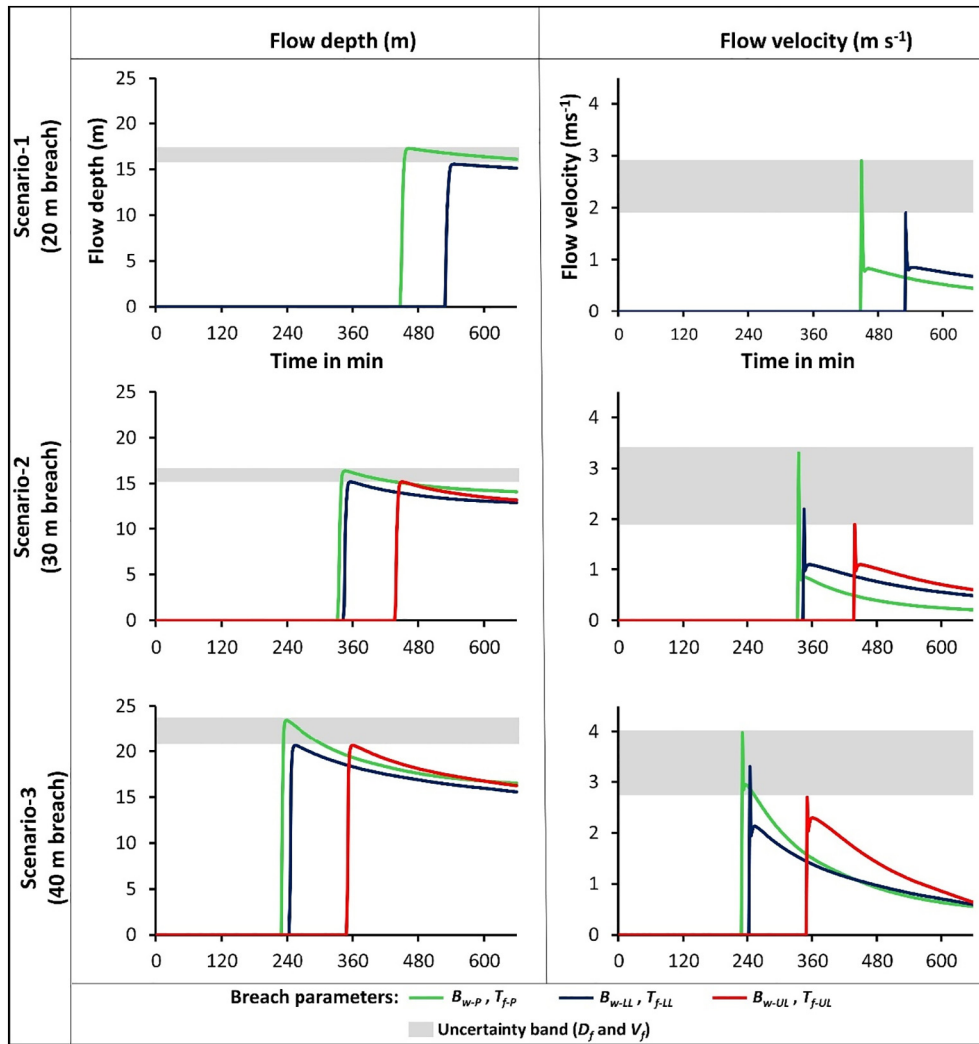 Flow depth (m)
Flow velocity (m s-1)
Scenario-1
(20 m breach)
Flow depth (m)
25
20
15
10
5
0
0 120 240 360 480 600
Time in min
Flow velocity (ms-1)
4
3
2
1
0
0 120 240 360 480 600
Time in min
Scenario-2
(30 m breach)
25
20
15
10
5
0
0 120 240 360 480 600
4
3
2
1
0
0 120 240 360 480 600
Scenario-3
(40 m breach)
25
20
15
10
5
0
0 120 240 360 480 600
4
3
2
1
0
0 120 240 360 480 600
Breach parameters: Bw-P , Tf-P Bw-LL , Tf-LL Bw-UL , Tf-UL
Uncertainty band (Df and Vf)